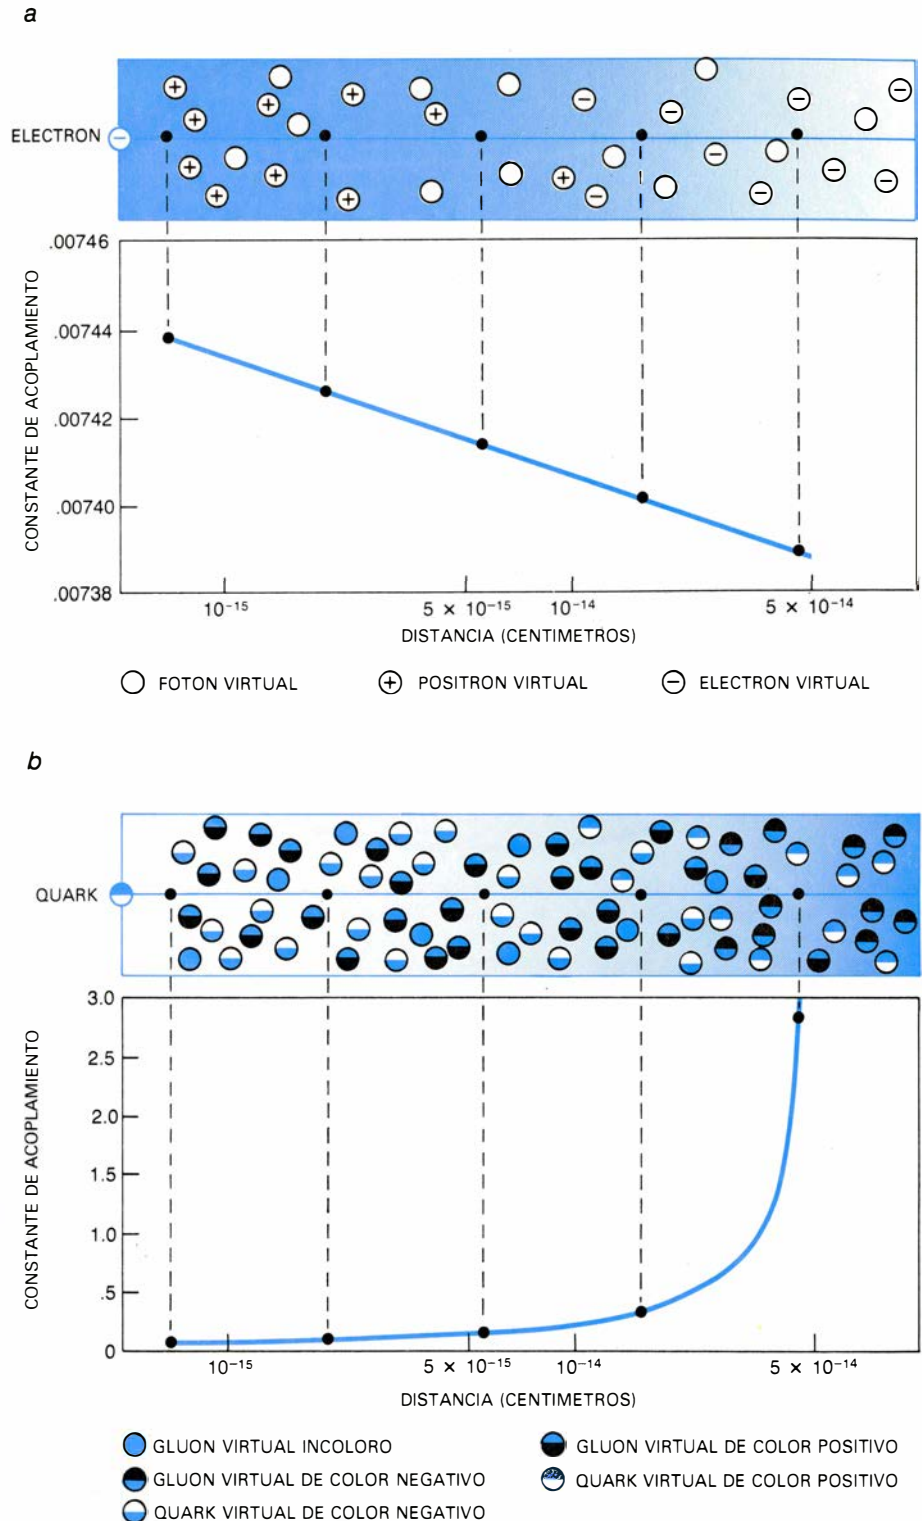 a
ELECTRON
CONSTANTE DE ACOPLAMIENTO
.00746
.00744
.00742
.00740
.00738
10⁻¹⁵
5 × 10⁻¹⁵
10⁻¹⁴
5 × 10⁻¹⁴
DISTANCIA (CENTIMETROS)
FOTON VIRTUAL
POSITRON VIRTUAL
ELECTRON VIRTUAL
b
QUARK
CONSTANTE DE ACOPLAMIENTO
3.0
2.5
2.0
1.5
1.0
.5
0
10⁻¹⁵
5 × 10⁻¹⁵
10⁻¹⁴
5 × 10⁻¹⁴
DISTANCIA (CENTIMETROS)
GLUON VIRTUAL INCOLORO
GLUON VIRTUAL DE COLOR POSITIVO
GLUON VIRTUAL DE COLOR NEGATIVO
QUARK VIRTUAL DE COLOR POSITIVO
QUARK VIRTUAL DE COLOR NEGATIVO